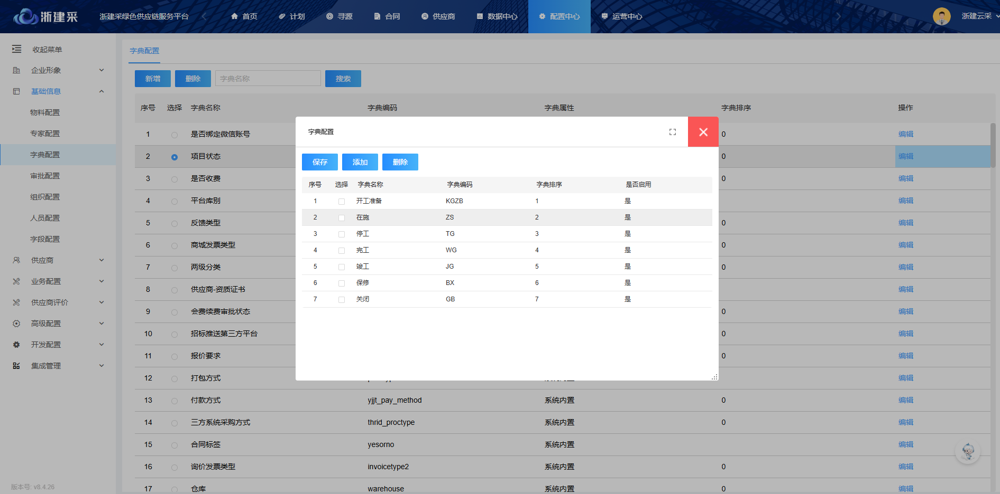 浙建采 浙建采绿色供应链服务平台 首页 计划 寻源 合同 供应商 数据中心 配置中心 运营中心 浙建云采
收起菜单
企业形象
基础信息
物料配置
专家配置
字典配置
审批配置
组织配置
人员配置
字段配置
供应商
业务配置
供应商评价
高级配置
开发配置
集成管理
版本号: v8.4.26
字典配置
新增 删除 字典名称 搜索
序号 选择 字典名称 字典编码 字典属性 字典排序 操作
1 是否绑定微信账号 0 编辑
2 项目状态 0 编辑
3 是否收费 0 编辑
4 平台库别 编辑
5 反馈类型 0 编辑
6 商城发票类型 0 编辑
7 两级分类 0 编辑
8 供应商-资质证书 编辑
9 会费续费审批状态 0 编辑
10 招标推送第三方平台 0 编辑
11 报价要求 0 编辑
12 打包方式 编辑
13 付款方式 yjjt_pay_method 系统内置 0 编辑
14 三方系统采购方式 thrid_proctype 系统内置 0 编辑
15 合同标签 yesorno 系统内置 编辑
16 询价发票类型 invoicetype2 系统内置 0 编辑
17 仓库 warehouse 系统内置 0 编辑
字典配置
保存 添加 删除
序号 选择 字典名称 字典编码 字典排序 是否启用
1 开工准备 KGZB 1 是
2 在施 ZS 2 是
3 停工 TG 3 是
4 完工 WG 4 是
5 竣工 JG 5 是
6 保修 BX 6 是
7 关闭 GB 7 是